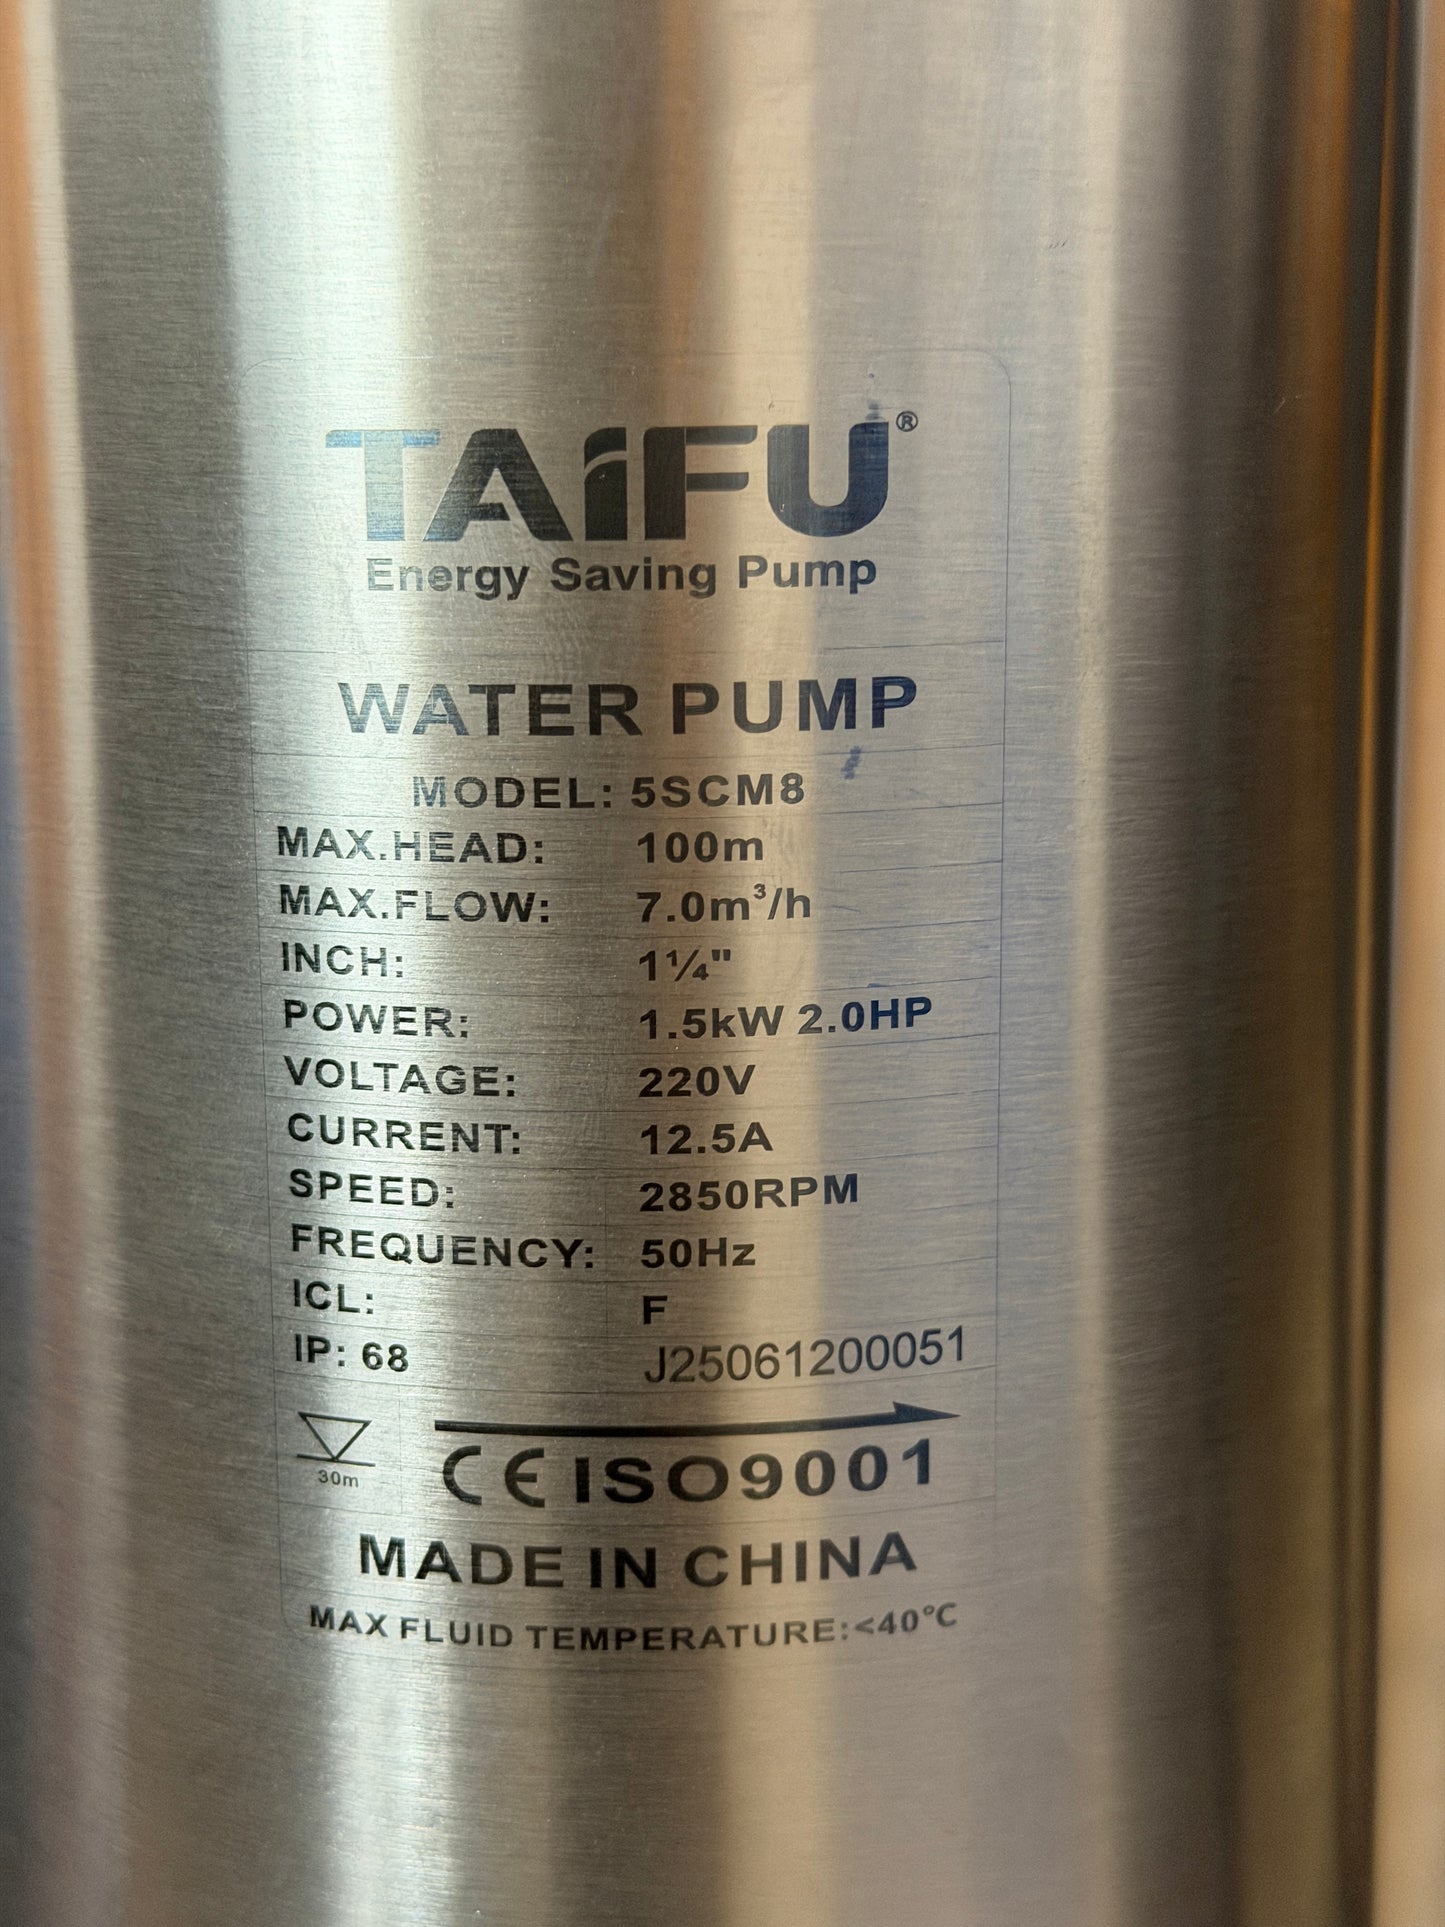 TAIFU®
Energy Saving Pump
WATER PUMP
MODEL: 5SCM8
MAX.HEAD: 100m
MAX.FLOW: 7.0m³/h
INCH: 1¼"
POWER: 1.5kW 2.0HP
VOLTAGE: 220V
CURRENT: 12.5A
SPEED: 2850RPM
FREQUENCY: 50Hz
ICL: F
IP: 68 J25061200051
30m
CE ISO9001
MADE IN CHINA
MAX FLUID TEMPERATURE:<40°C